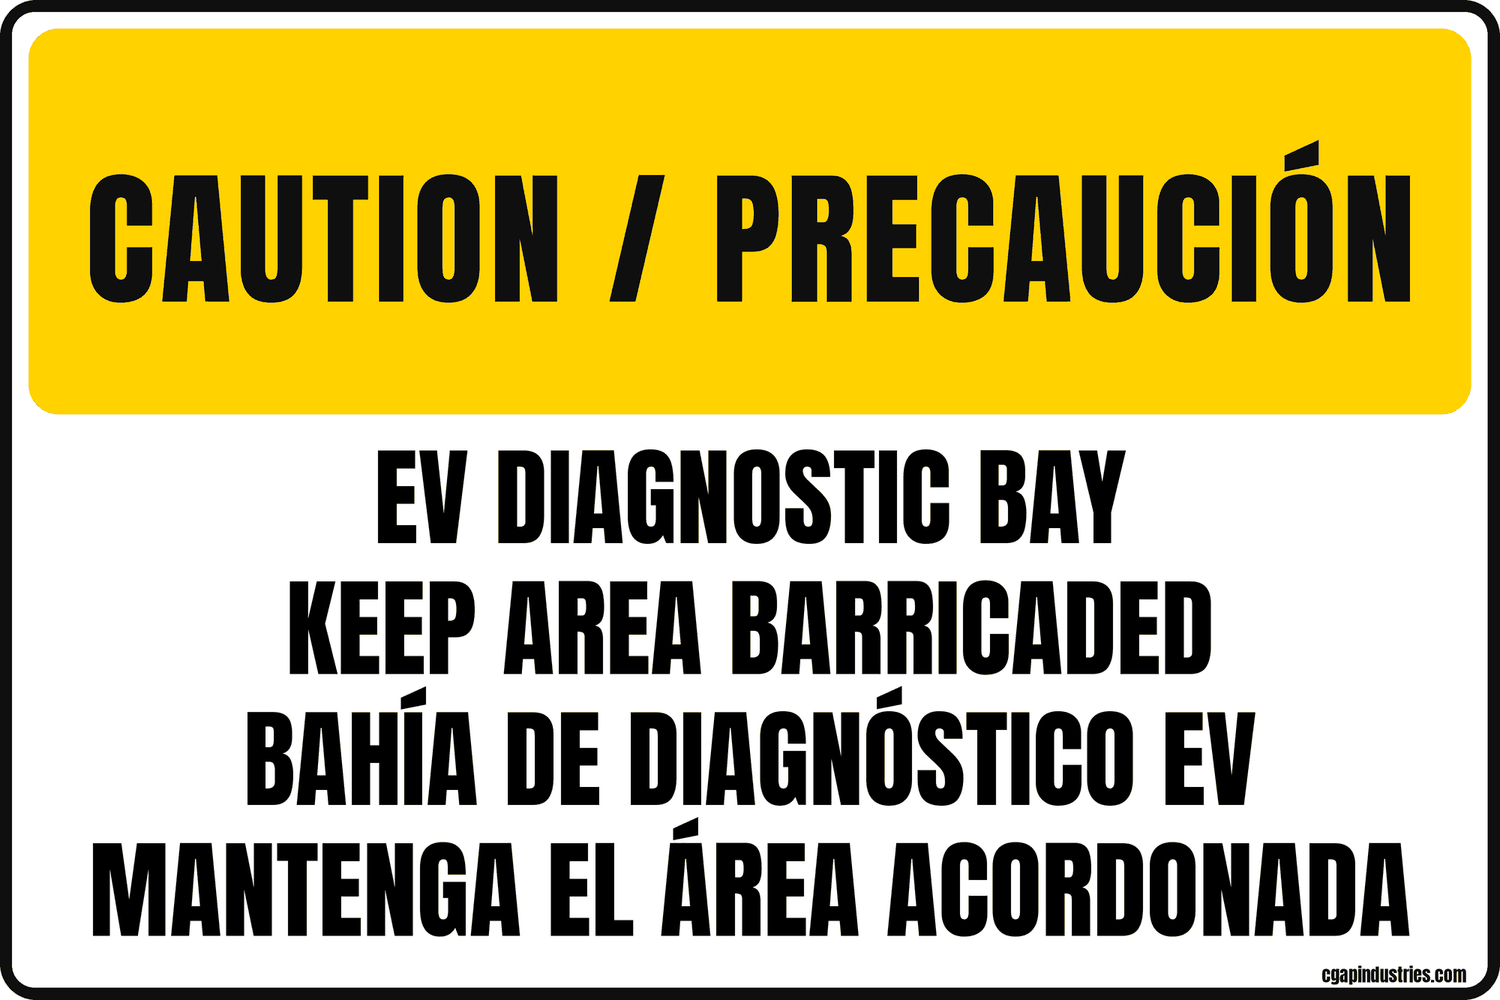 CAUTION / PRECAUCIÓN
EV DIAGNOSTIC BAY
KEEP AREA BARRICADED
BAHÍA DE DIAGNÓSTICO EV
MANTENGA EL ÁREA ACORDONADA
cgapindustries.com